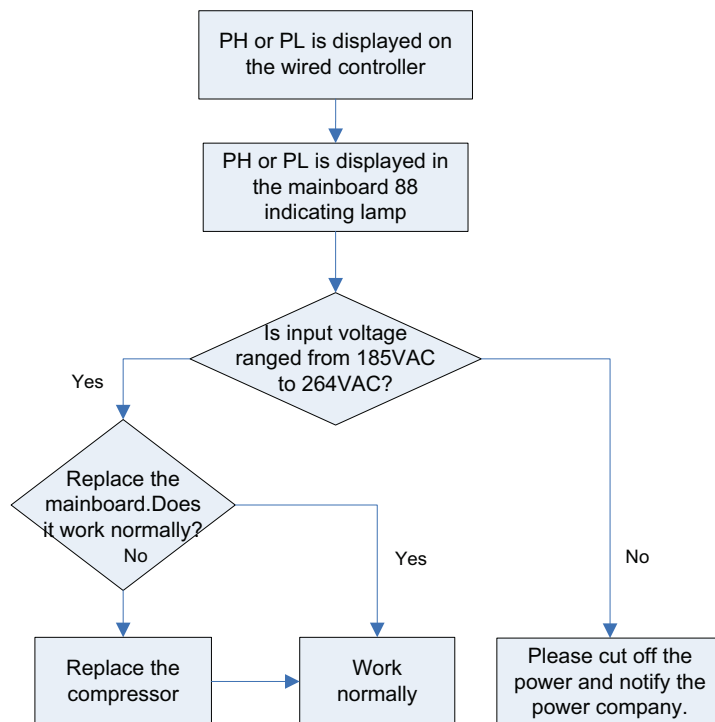 PH or PL is displayed on
the wired controller
PH or PL is displayed in
the mainboard 88
indicating lamp
Is input voltage
ranged from 185VAC
to 264VAC?
Yes
Replace the
mainboard.Does
it work normally?
No
Yes
No
Replace the
compressor
Work
normally
Please cut off the
power and notify the
power company.